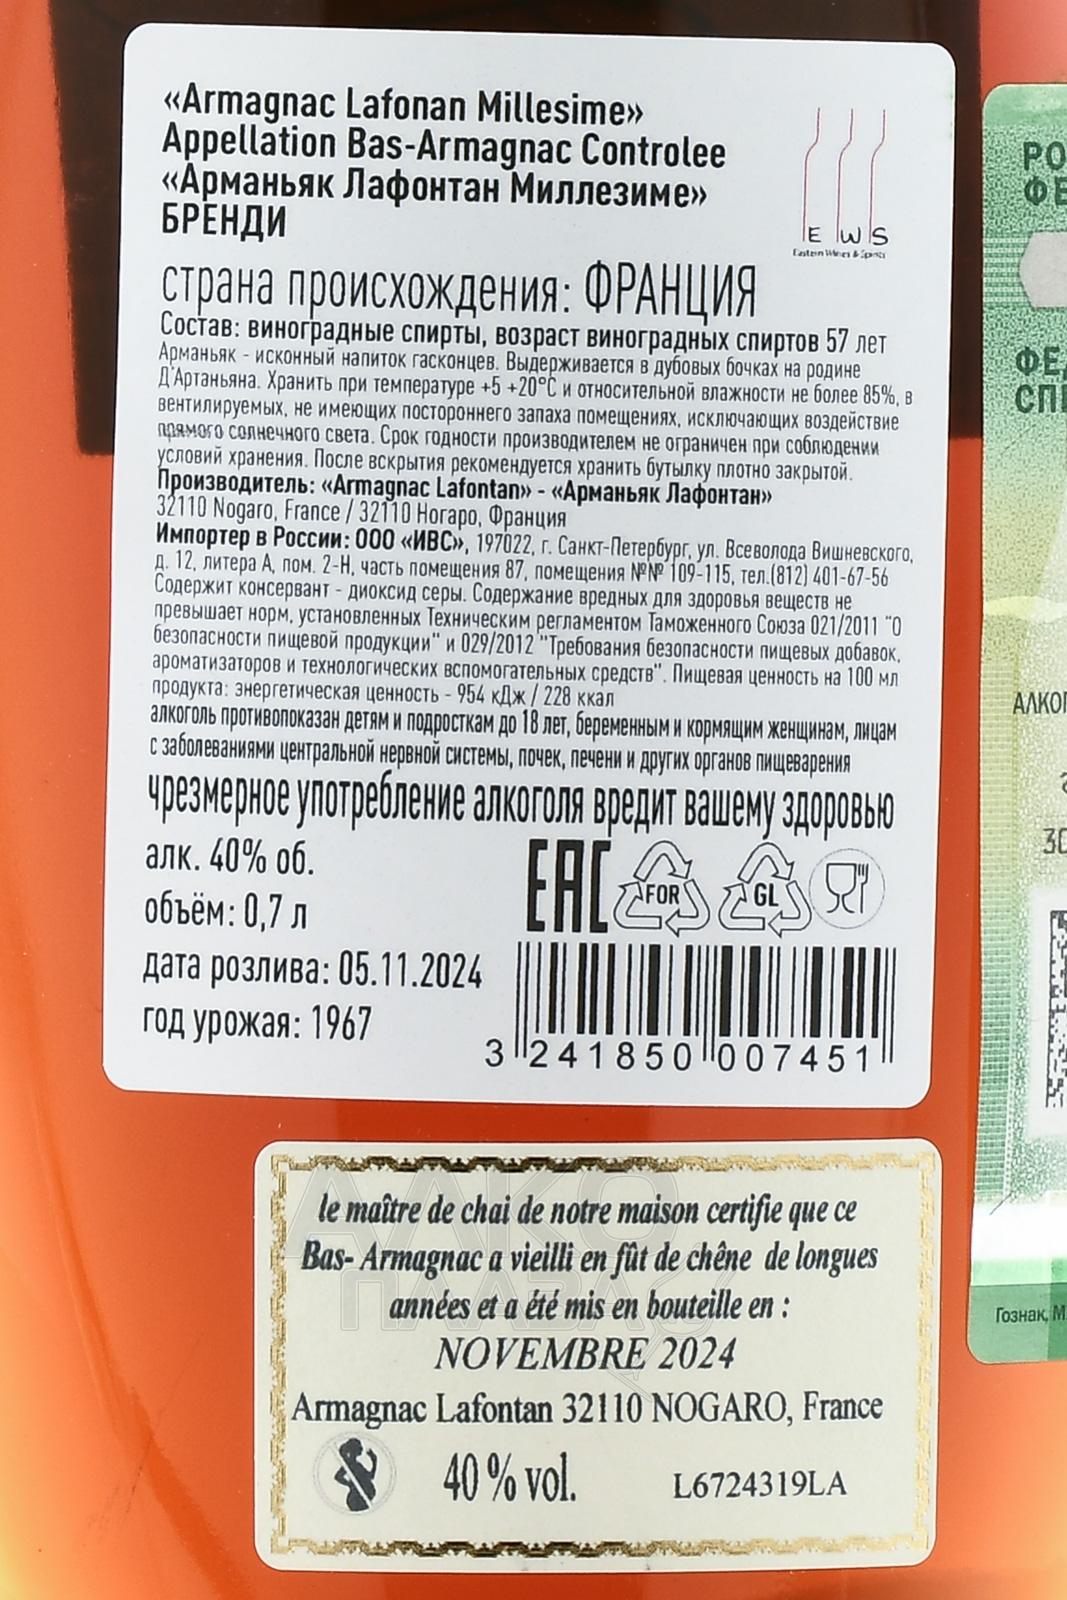 «Armagnac Lafonan Millesime»
Appellation Bas-Armagnac Controlee
«Арманьяк Лафонтан Миллезиме»
БРЕНДИ
E W S
Eastern Wines & Spirits
страна происхождения: ФРАНЦИЯ
Состав: виноградные спирты, возраст виноградных спиртов 57 лет
Арманьяк - исконный напиток гасконцев. Выдерживается в дубовых бочках на родине
Д'Артаньяна. Хранить при температуре +5 +20°С и относительной влажности не более 85%, в
вентилируемых, не имеющих постороннего запаха помещениях, исключающих воздействие
прямого солнечного света. Срок годности производителем не ограничен при соблюдении
условий хранения. После вскрытия рекомендуется хранить бутылку плотно закрытой.
Производитель: «Armagnac Lafontan» - «Арманьяк Лафонтан»
32110 Nogaro, France / 32110 Ногаро, Франция
Импортер в России: ООО «ИВС», 197022, г. Санкт-Петербург, ул. Всеволода Вишневского,
д. 12, литера А, пом. 2-Н, часть помещения 87, помещения №№ 109-115, тел.(812) 401-67-56
Содержит консервант - диоксид серы. Содержание вредных для здоровья веществ не
превышает норм, установленных Техническим регламентом Таможенного Союза 021/2011 "О
безопасности пищевой продукции" и 029/2012 "Требования безопасности пищевых добавок,
ароматизаторов и технологических вспомогательных средств". Пищевая ценность на 100 мл
продукта: энергетическая ценность - 954 кДж / 228 ккал
алкоголь противопоказан детям и подросткам до 18 лет, беременным и кормящим женщинам, лицам
с заболеваниями центральной нервной системы, почек, печени и других органов пищеварения
чрезмерное употребление алкоголя вредит вашему здоровью
алк. 40% об.
EAC FOR GL
объём: 0,7 л
дата розлива: 05.11.2024
год урожая: 1967
3 241850 007451
le maître de chai de notre maison certifie que ce
Bas- Armagnac a vieilli en fût de chêne de longues
années et a été mis en bouteille en :
NOVEMBRE 2024
Armagnac Lafontan 32110 NOGARO, France
40 % vol.
L6724319LA
АЛКО
ПЛАЗА
РО
ФЕ
ФЕД
СПЕ
АЛКОГ
30
Гознак, М